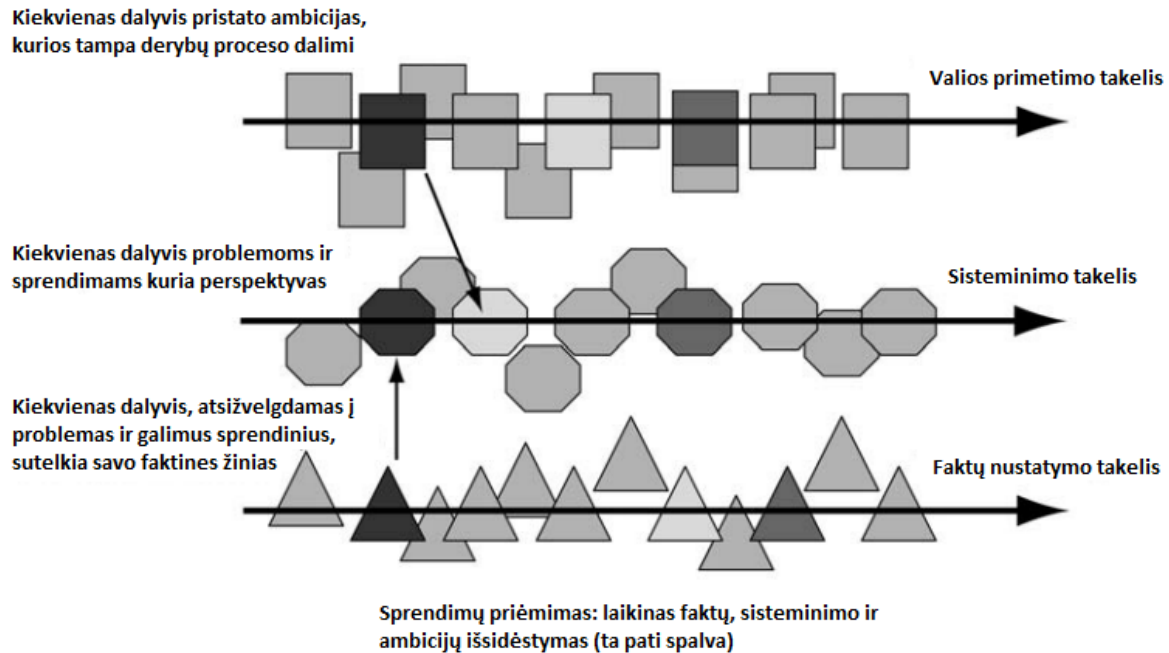 Kiekvienas dalyvis pristato ambicijas,
kurios tampa derybų proceso dalimi
Valios primetimo takelis
Kiekvienas dalyvis problemoms ir
sprendimams kuria perspektyvas
Sisteminimo takelis
Kiekvienas dalyvis, atsižvelgdamas į
problemas ir galimus sprendinius,
sutelkia savo faktines žinias
Faktų nustatymo takelis
Sprendimų priėmimas: laikinas faktų, sisteminimo ir
ambicijų išsidėstymas (ta pati spalva)